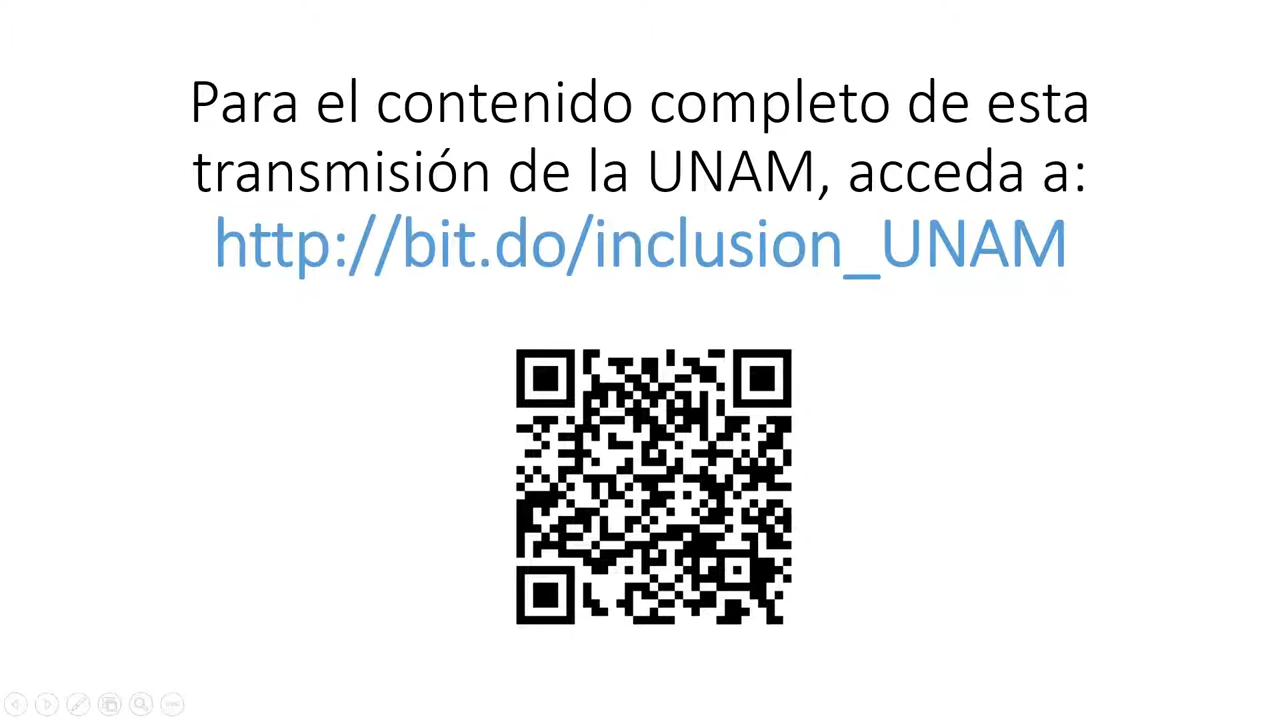 Para el contenido completo de esta
transmisión de la UNAM, acceda a:
http://bit.do/inclusion_UNAM